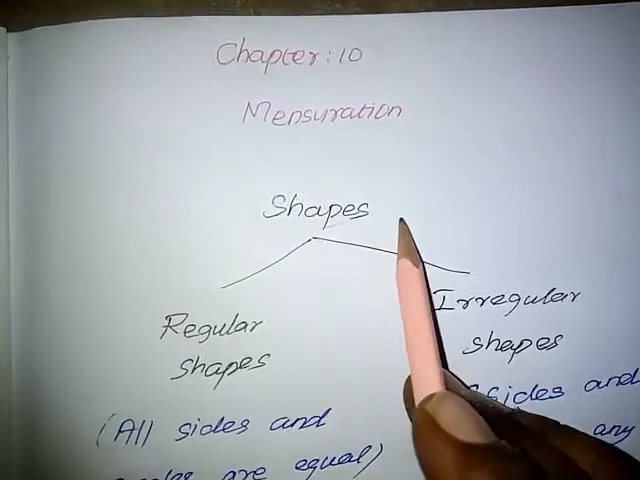 Chapter: 10
Mensuration
Shapes
Regular
shapes
Irregular
shapes
(All sides and
are equal)
sides and
any